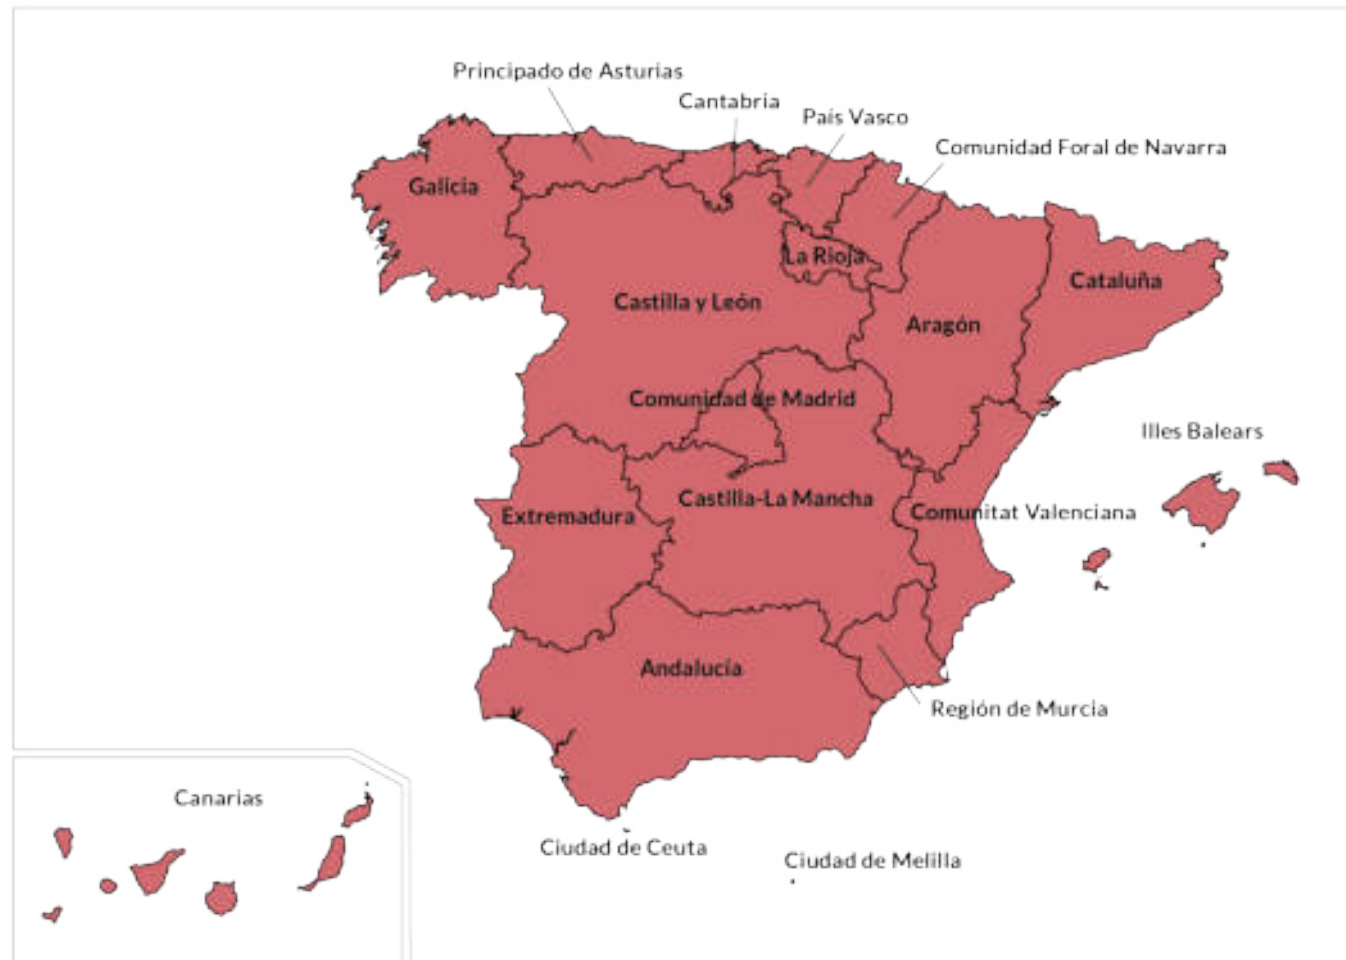 Principado de Asturias
Cantabria
País Vasco
Comunidad Foral de Navarra
Galicia
La Rioja
Cataluña
Castilla y León
Aragón
Comunidad de Madrid
Illes Balears
Castilla-La Mancha
Comunitat Valenciana
Extremadura
Andalucía
Región de Murcia
Canarias
Ciudad de Ceuta
Ciudad de Melilla